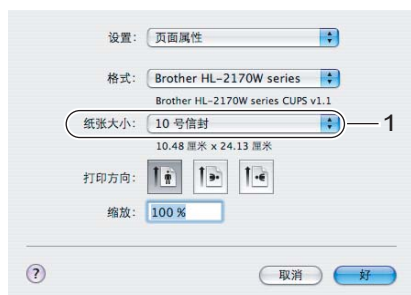 设置: 页面属性
格式: Brother HL-2170W series
Brother HL-2170W series CUPS v1.1
纸张大小: 10 号信封 1
10.48 厘米 x 24.13 厘米
打印方向:
缩放: 100 %
? 取消 好